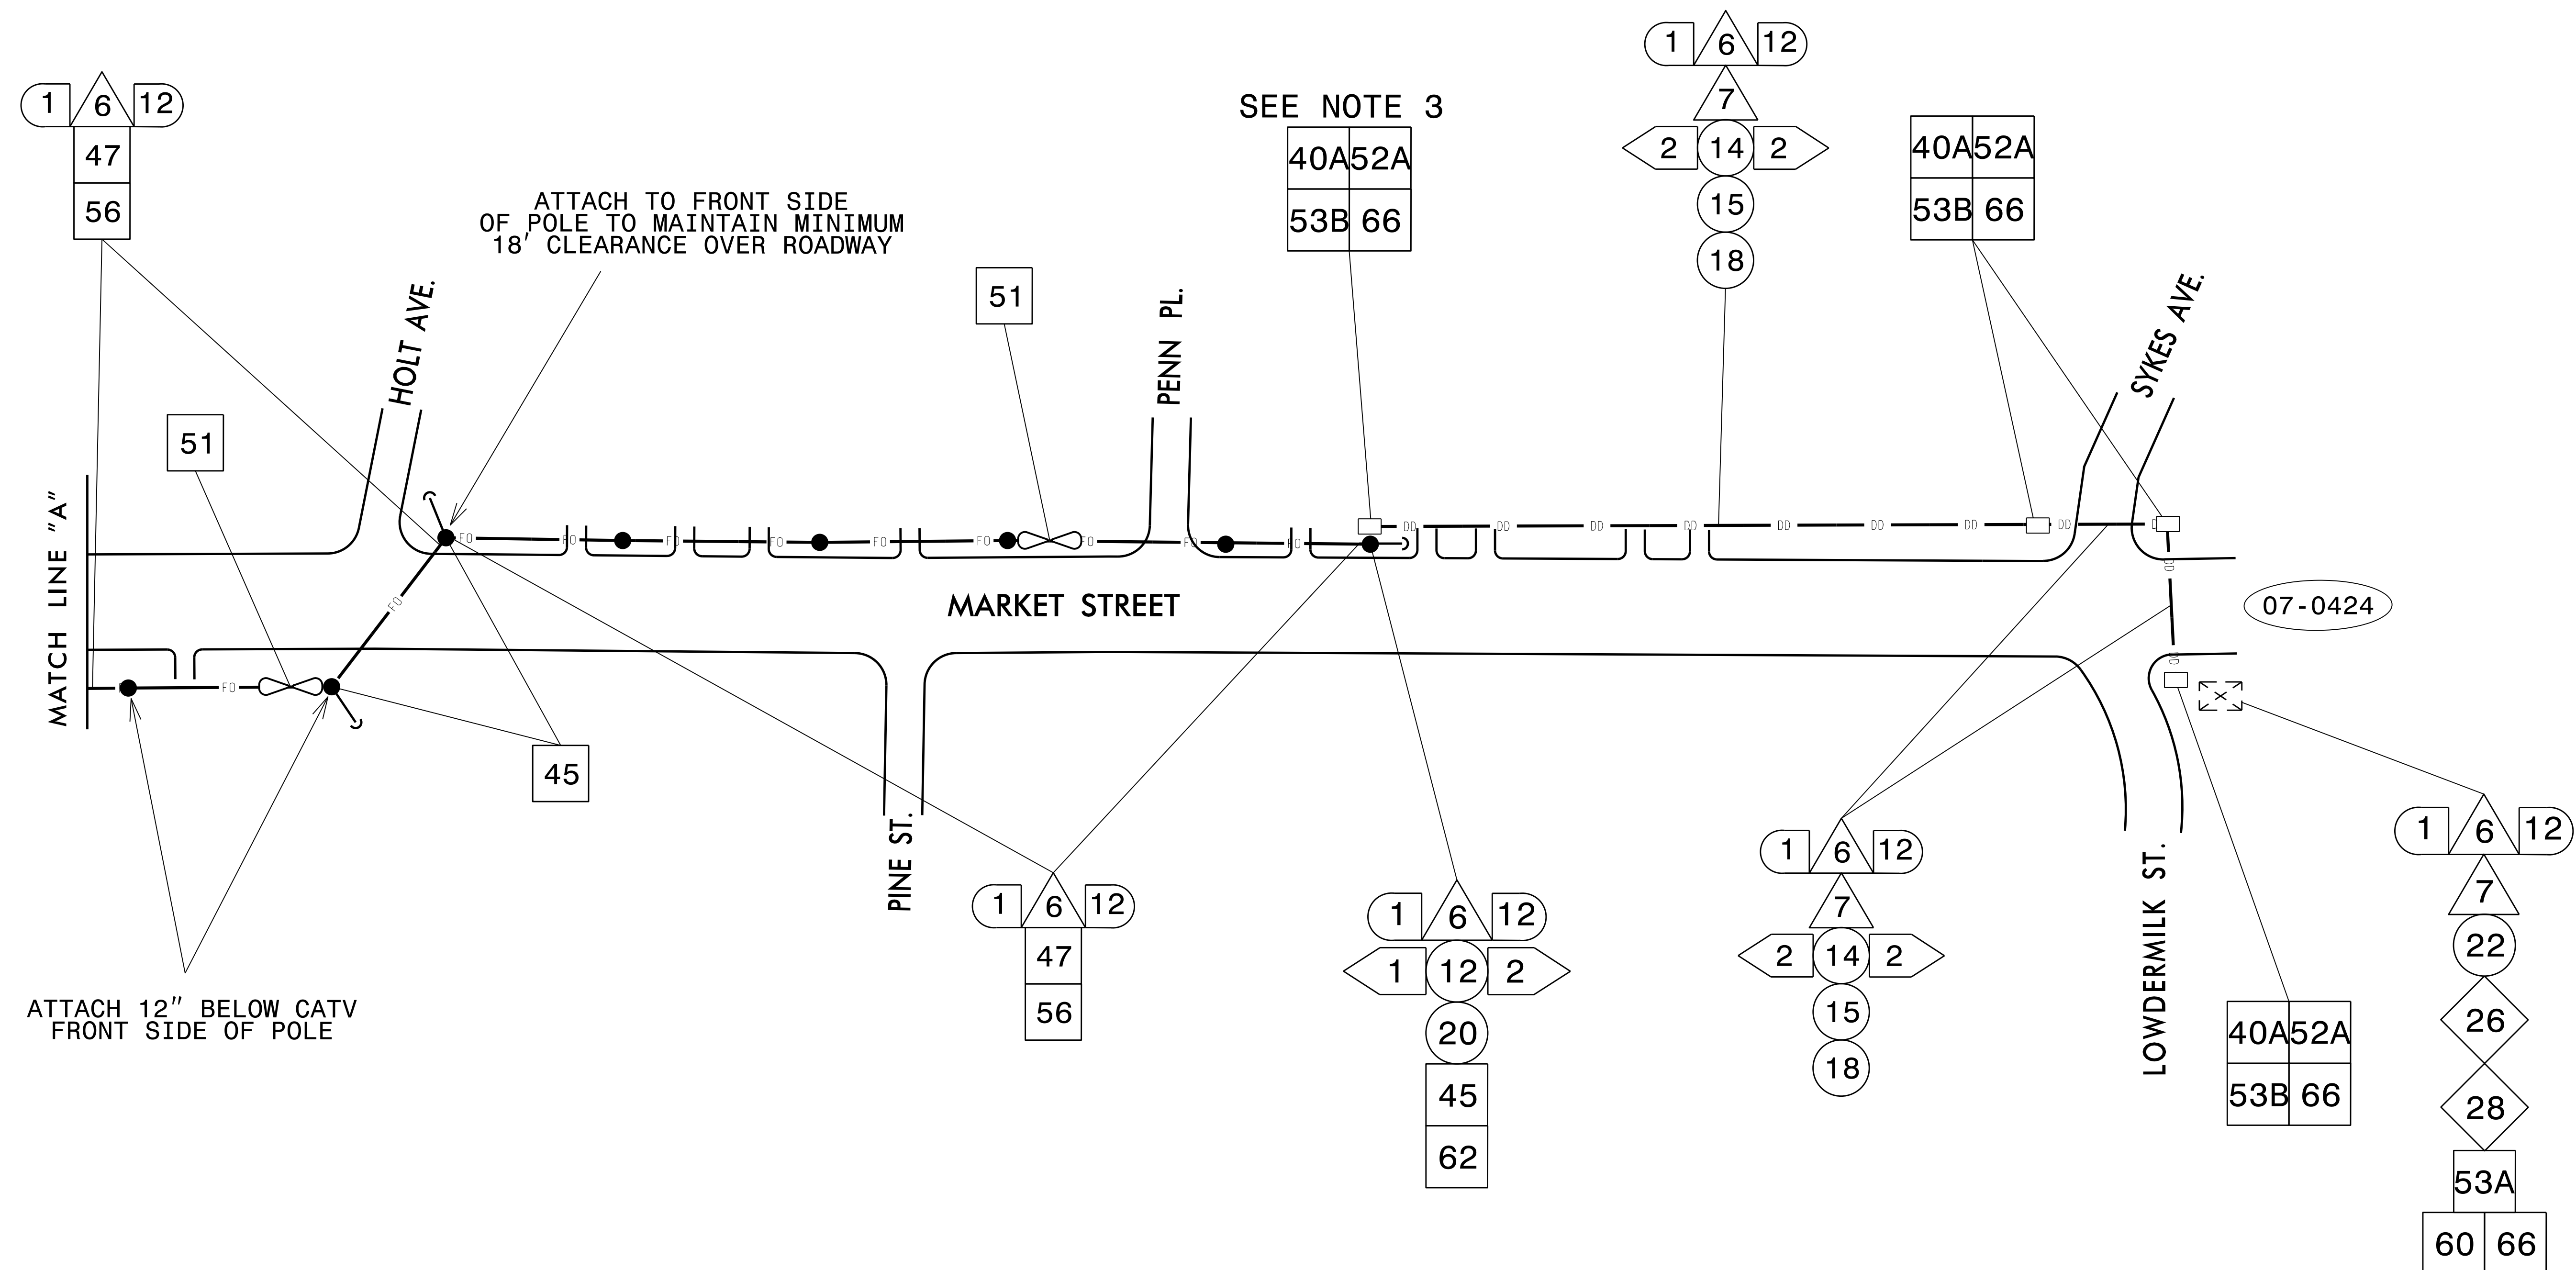 1 6 12
7
2 14 2
15
18
1 6 12
47
56
SEE NOTE 3
40A 52A
53B 66
40A 52A
53B 66
ATTACH TO FRONT SIDE
OF POLE TO MAINTAIN MINIMUM
18' CLEARANCE OVER ROADWAY
51
51
HOLT AVE.
PENN PL.
SYKES AVE.
MATCH LINE "A"
FO FO FO FO FO FO FO FO FO
DD DD DD DD DD DD DD DD
FO
DD
DD
MARKET STREET
07-0424
FO
X
45
PINE ST.
LOWDERMILK ST.
ATTACH 12" BELOW CATV
FRONT SIDE OF POLE
1 6 12
47
56
1 6 12
1 12 2
20
45
62
1 6 12
7
2 14 2
15
18
40A 52A
53B 66
1 6 12
7
22
26
28
53A
60 66